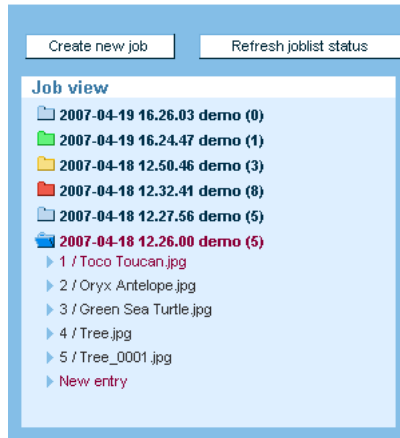 Create new job Refresh joblist status
Job view
2007-04-19 16.26.03 demo (0)
2007-04-19 16.24.47 demo (1)
2007-04-18 12.50.46 demo (3)
2007-04-18 12.32.41 demo (8)
2007-04-18 12.27.56 demo (5)
2007-04-18 12.26.00 demo (5)
1 / Toco Toucan.jpg
2 / Oryx Antelope.jpg
3 / Green Sea Turtle.jpg
4 / Tree.jpg
5 / Tree_0001.jpg
New entry